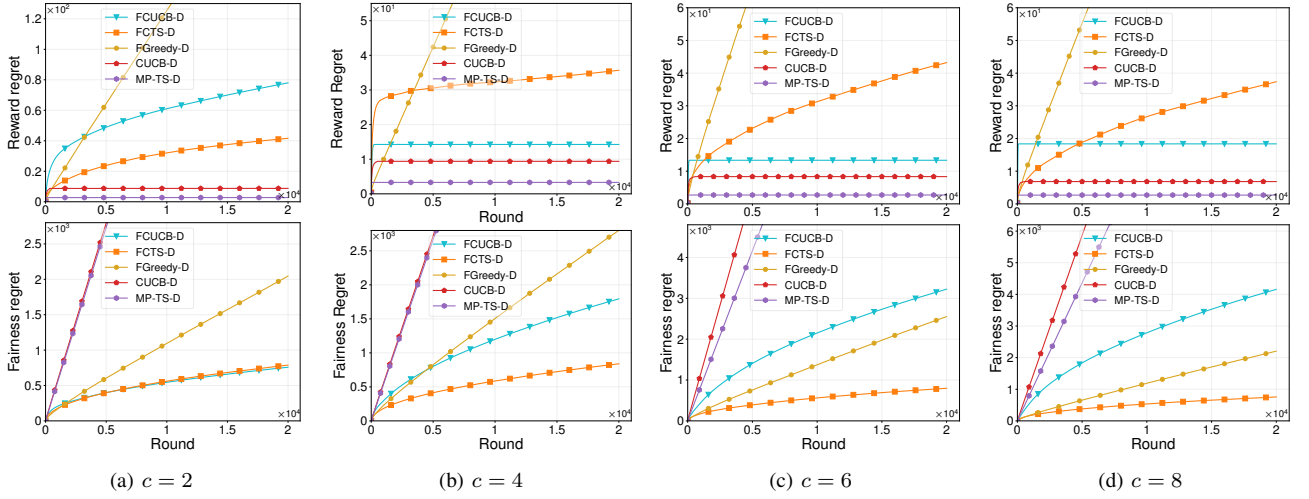 ×10²
1.2
1.0
0.8
0.6
0.4
0.2
0
Reward regret
FCUCB-D
FCTS-D
FGreedy-D
CUCB-D
MP-TS-D
0 0.5 1 1.5 2
×10⁴
×10¹
5
4
3
2
1
0
Reward Regret
FCUCB-D
FCTS-D
FGreedy-D
CUCB-D
MP-TS-D
0 0.5 1 1.5 2
×10⁴
Round
×10¹
6
5
4
3
2
1
0
Reward regret
FCUCB-D
FCTS-D
FGreedy-D
CUCB-D
MP-TS-D
0 0.5 1 1.5 2
×10⁴
Round
×10¹
6
5
4
3
2
1
0
Reward regret
FCUCB-D
FCTS-D
FGreedy-D
CUCB-D
MP-TS-D
0 0.5 1 1.5 2
×10⁴
Round
×10³
2.5
2
1.5
1
0.5
0
Fairness regret
FCUCB-D
FCTS-D
FGreedy-D
CUCB-D
MP-TS-D
0 0.5 1 1.5 2
×10⁴
Round
×10³
2.5
2
1.5
1
0.5
0
Fairness regret
FCUCB-D
FCTS-D
FGreedy-D
CUCB-D
MP-TS-D
0 0.5 1 1.5 2
×10⁴
Round
×10³
4
3
2
1
0
Fairness regret
FCUCB-D
FCTS-D
FGreedy-D
CUCB-D
MP-TS-D
0 0.5 1 1.5 2
×10⁴
Round
×10³
6
5
4
3
2
1
0
Fairness regret
FCUCB-D
FCTS-D
FGreedy-D
CUCB-D
MP-TS-D
0 0.5 1 1.5 2
×10⁴
Round
(a) c = 2
(b) c = 4
(c) c = 6
(d) c = 8